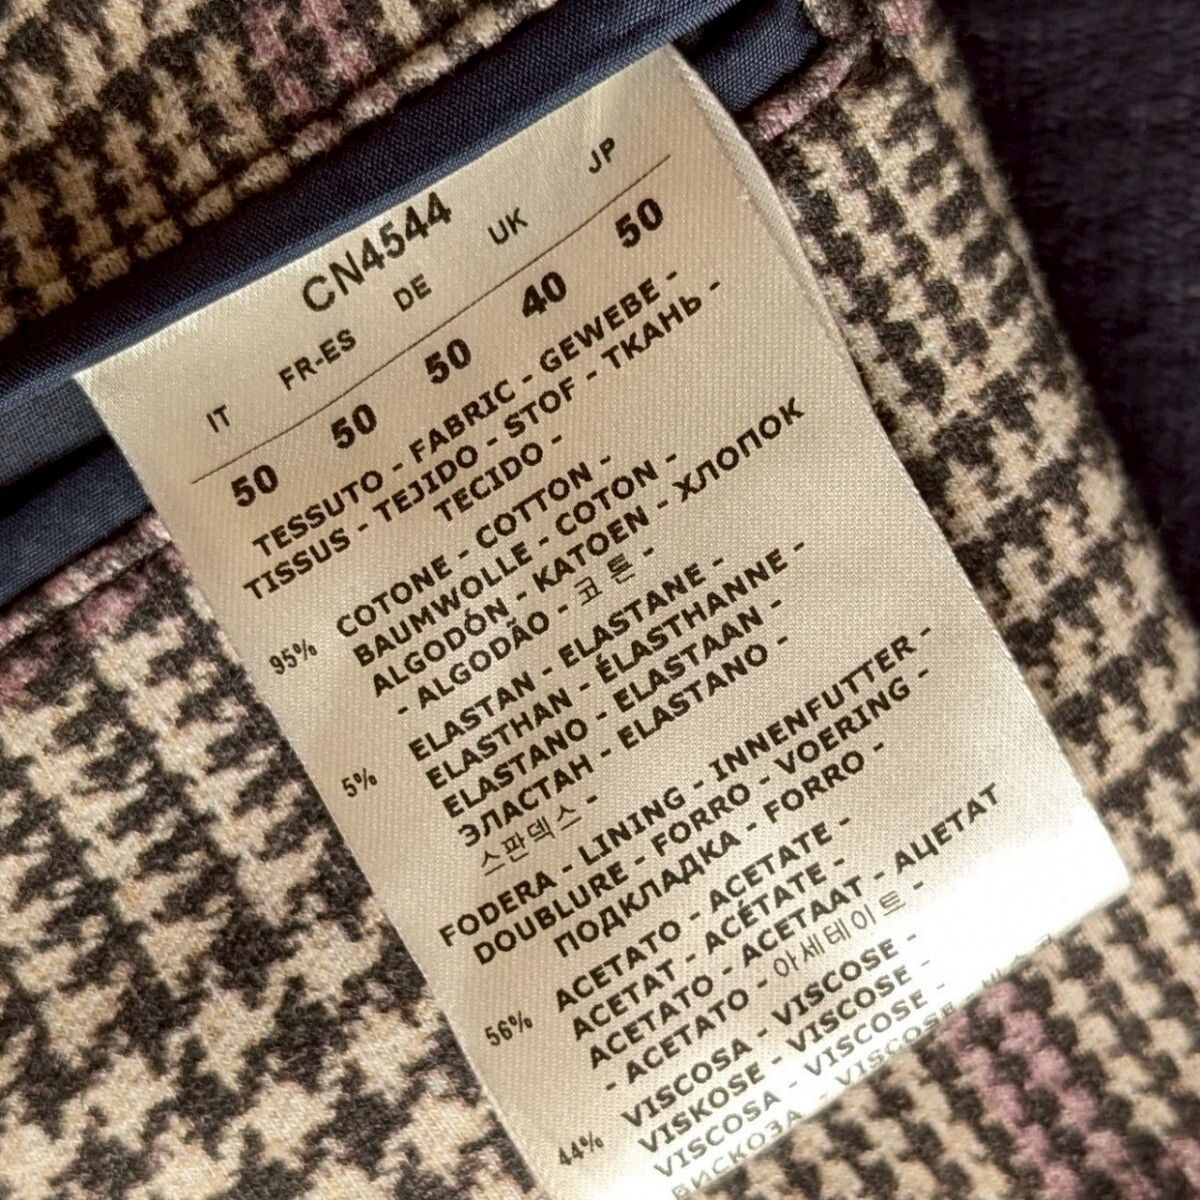 CN4544
IT FR-ES DE UK JP
50 50 50 40 50
TESSUTO - FABRIC - GEWEBE -
TISSUS - TEJIDO - STOF - ТКАНЬ -
TECIDO -
95% COTONE - COTTON -
BAUMWOLLE - COTON -
ALGODÓN - KATOEN - ХЛОПОК
- ALGODÃO - 코튼 -
5% ELASTAN - ELASTANE -
ELASTHAN - ÉLASTHANNE -
ELASTANO - ELASTAAN -
ЭЛАСТАН - ELASTANO -
스판덱스 -
FODERA - LINING - INNENFUTTER -
DOUBLURE - FORRO - VOERING -
ПОДКЛАДКА - FORRO -
56% ACETATO - ACETATE -
ACETAT - ACÉTATE -
ACETATO - ACETAAT - АЦЕТАТ
- ACETATO - 아세테이트 -
44% VISCOSA - VISCOSE -
VISKOSE - VISCOSE -
VISCOSA - VISCOSE -
ВИСКОЗА - VISCOSE -